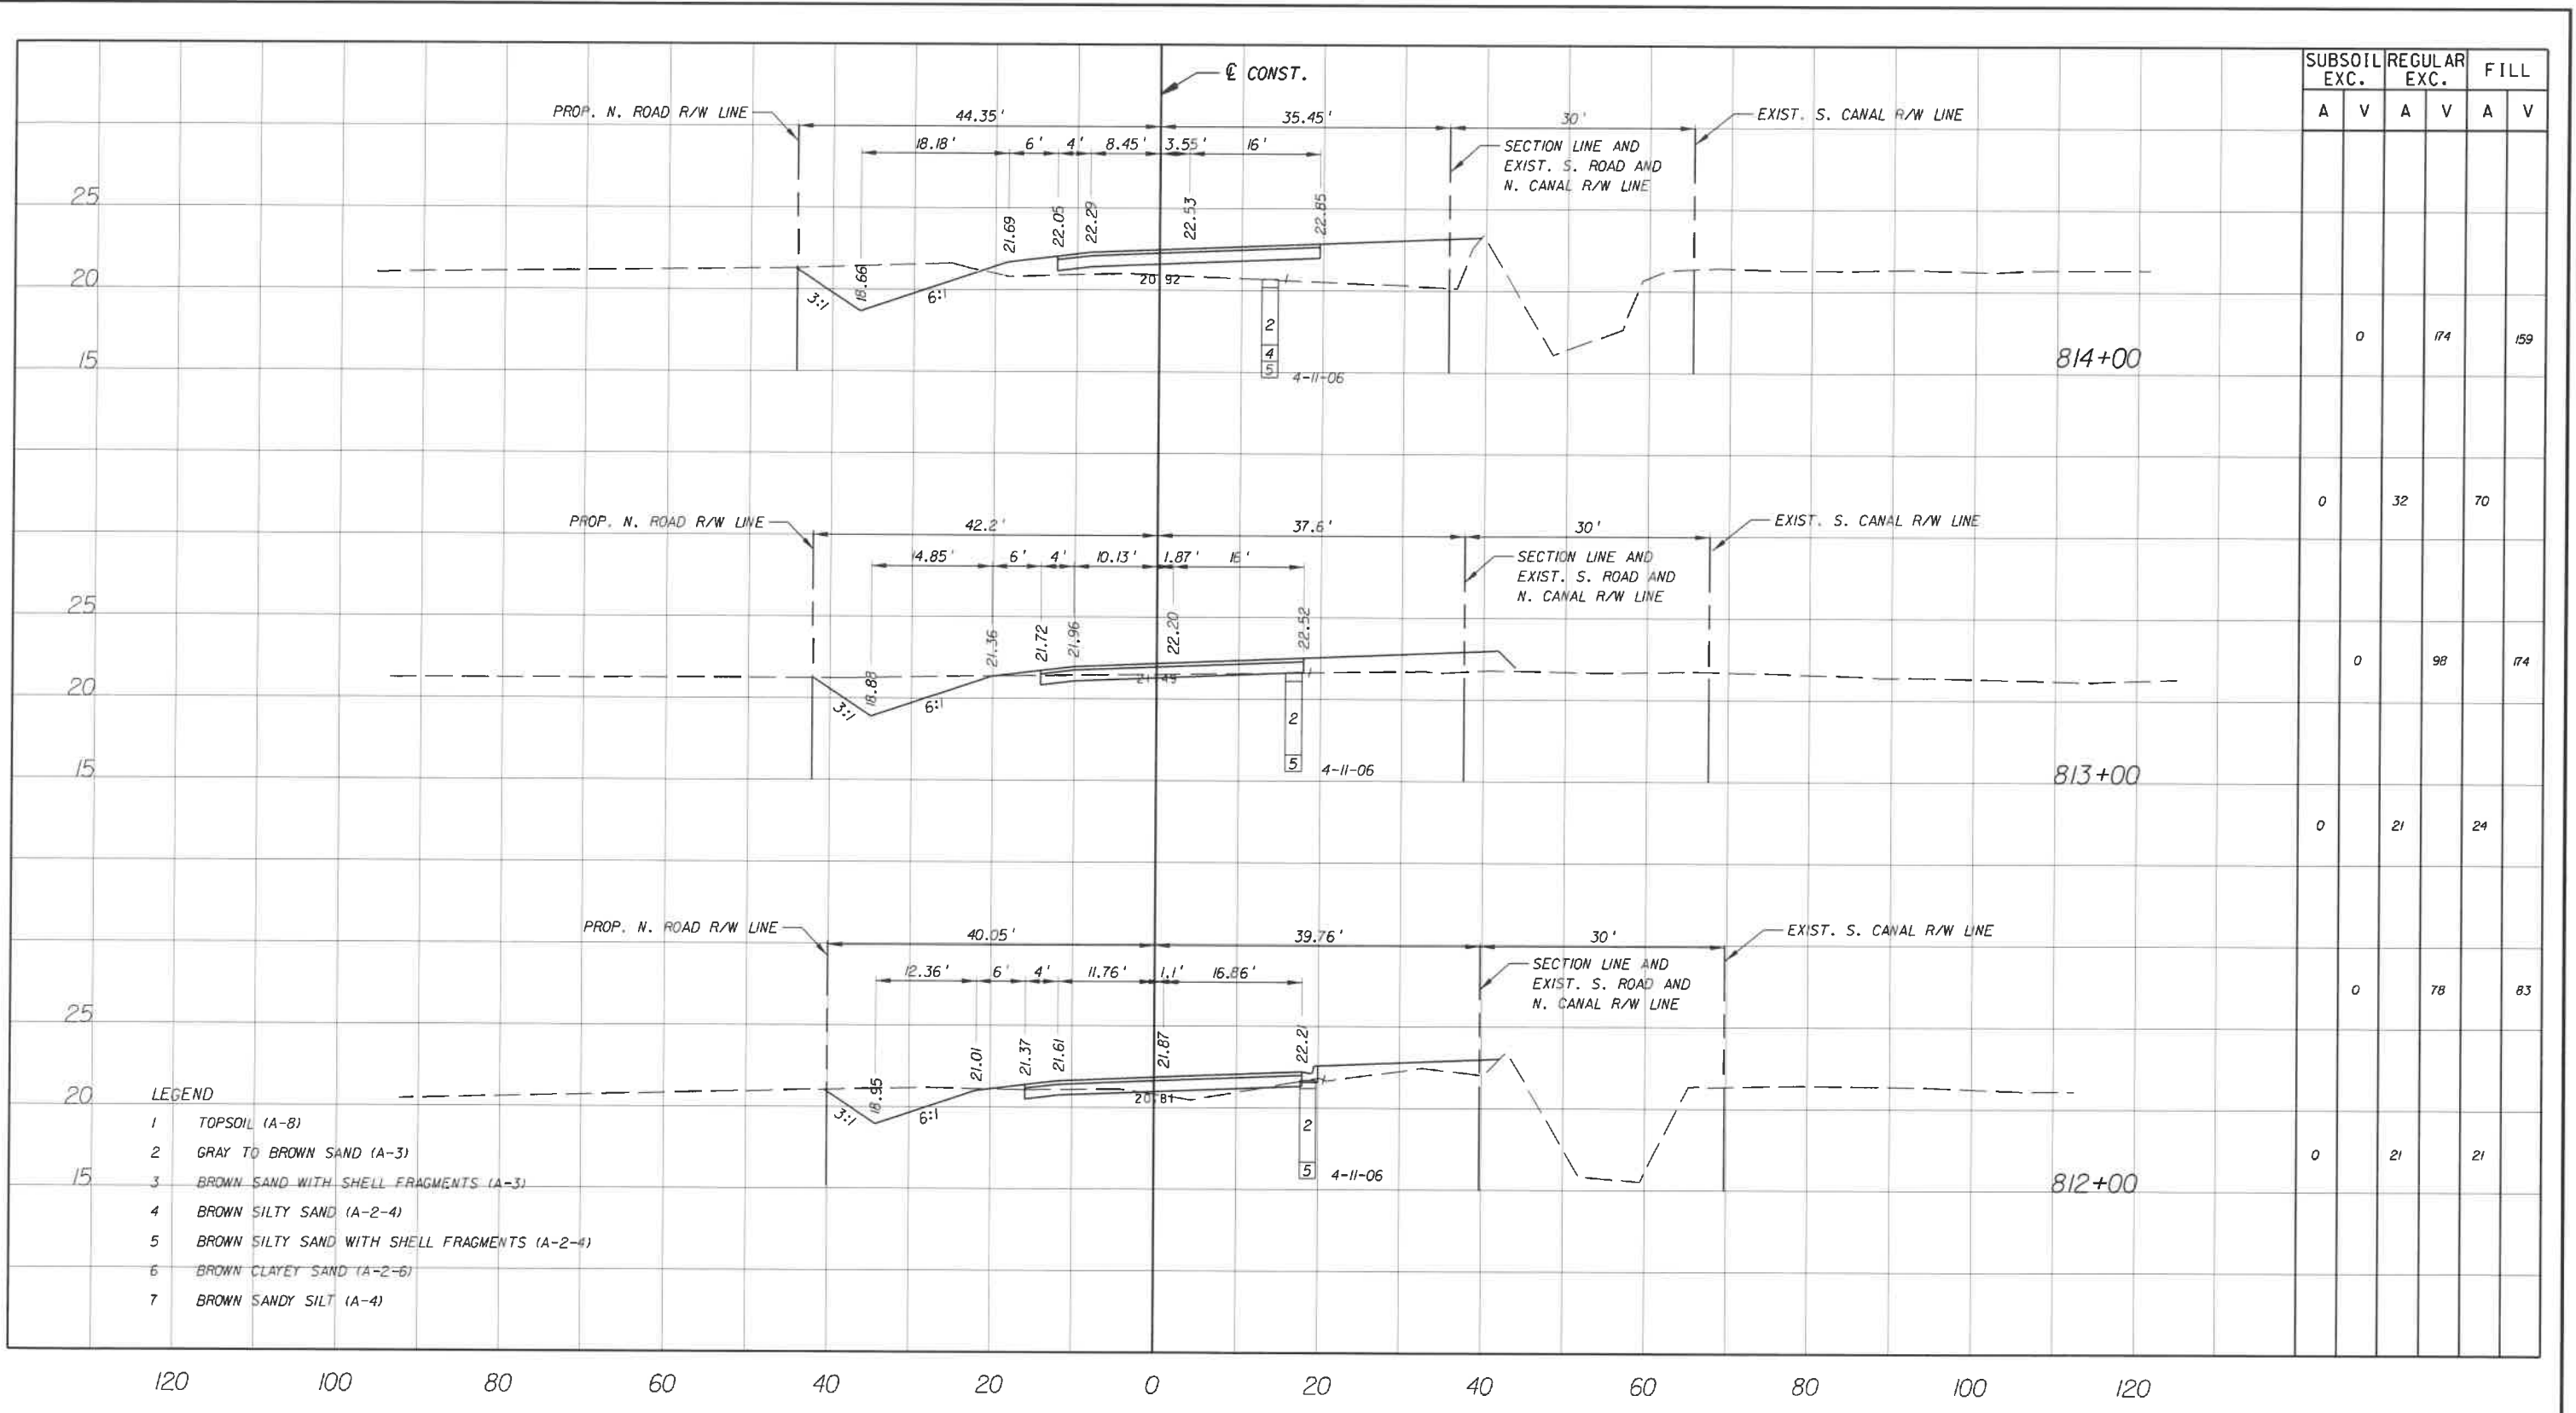 ℄ CONST.
SUBSOIL EXC. REGULAR EXC. FILL
A V A V A V
PROP. N. ROAD R/W LINE 44.35' 35.45' 30' EXIST. S. CANAL R/W LINE
18.18' 6' 4' 8.45' 3.55' 16'
SECTION LINE AND
EXIST. S. ROAD AND
N. CANAL R/W LINE
25
18.66 21.69 22.05 22.29 22.53 22.85
20
3:1 6:1 20.92
2
4
5
4-11-06
15
814+00
0 174 159
0 32 70
PROP. N. ROAD R/W LINE 42.2' 37.6' 30' EXIST. S. CANAL R/W LINE
14.85' 6' 4' 10.13' 1.87' 16'
SECTION LINE AND
EXIST. S. ROAD AND
N. CANAL R/W LINE
25
18.88 21.36 21.72 21.96 22.20 22.52
20
3:1 6:1
2
5
4-11-06
15
813+00
0 98 174
0 21 24
PROP. N. ROAD R/W LINE 40.05' 39.76' 30' EXIST. S. CANAL R/W LINE
12.36' 6' 4' 11.76' 1.1' 16.86'
SECTION LINE AND
EXIST. S. ROAD AND
N. CANAL R/W LINE
0 78 83
25
18.95 21.01 21.37 21.61 21.87 22.21
20
3:1 6:1 20.81
2
5
4-11-06
15
812+00
0 21 21
LEGEND
1 TOPSOIL (A-8)
2 GRAY TO BROWN SAND (A-3)
3 BROWN SAND WITH SHELL FRAGMENTS (A-3)
4 BROWN SILTY SAND (A-2-4)
5 BROWN SILTY SAND WITH SHELL FRAGMENTS (A-2-4)
6 BROWN CLAYEY SAND (A-2-6)
7 BROWN SANDY SILT (A-4)
120 100 80 60 40 20 0 20 40 60 80 100 120